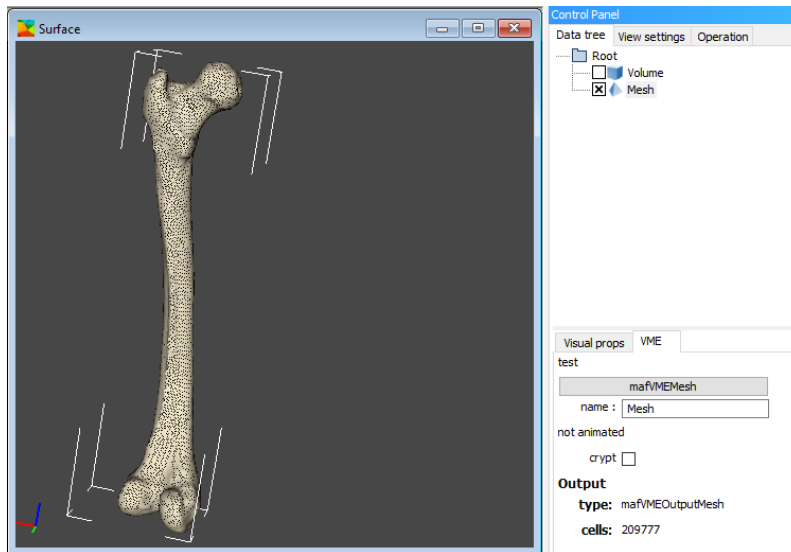 Surface
Control Panel
Data tree View settings Operation
Root
Volume
Mesh
Visual props VME
test
mafVMEMesh
name : Mesh
not animated
crypt
Output
type: mafVMEOutputMesh
cells: 209777